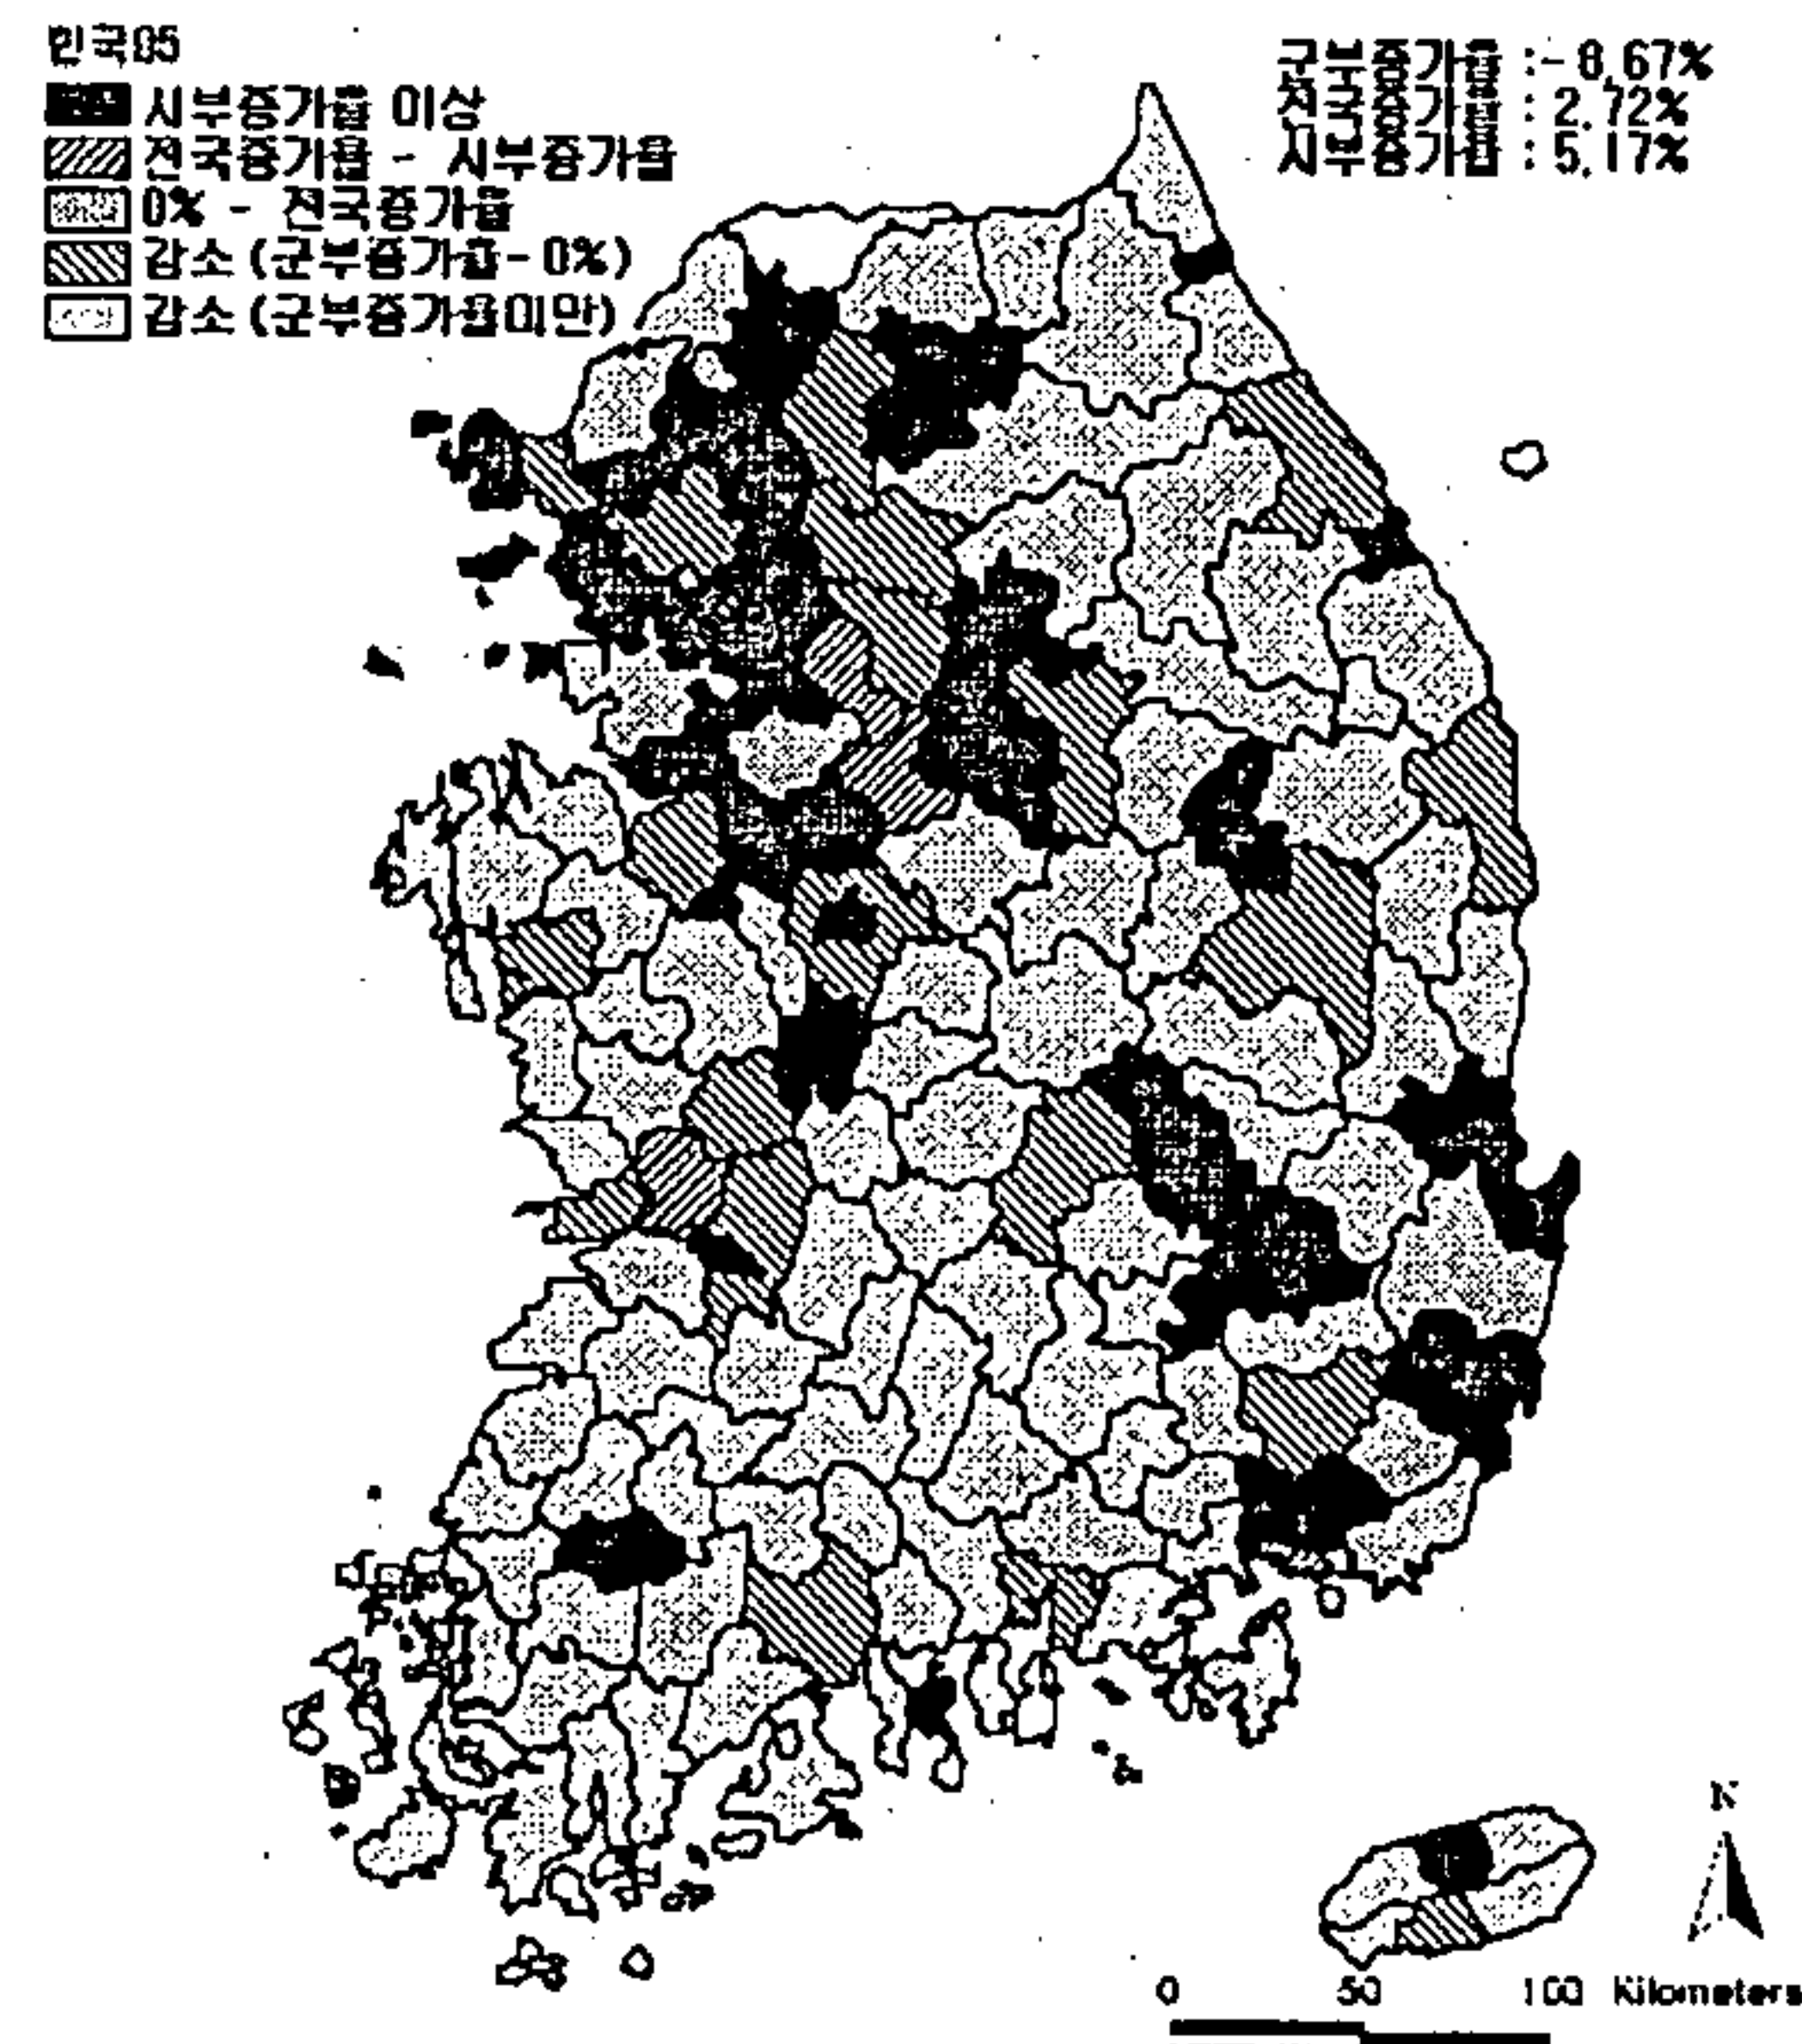 인국05
시부증가율 이상
전국증가율 - 시부증가율
0% - 전국증가율
감소(군부증가율-0%)
감소(군부증가율미만)
군부증가율 :-8.67%
전국증가율 : 2.72%
시부증가율 : 5.17%
N
0 50 100 Kilometers